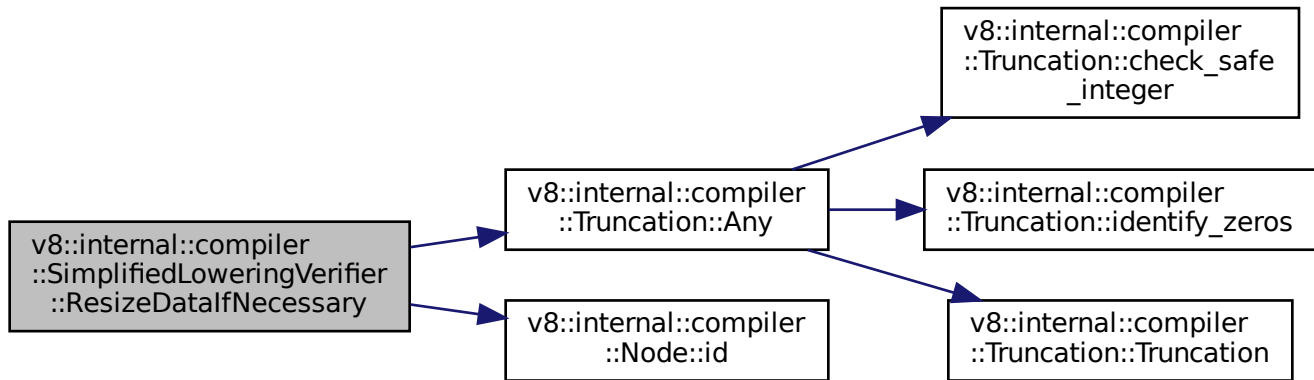 v8::internal::compiler
::SimplifiedLoweringVerifier
::ResizeDataIfNecessary
v8::internal::compiler
::Truncation::Any
v8::internal::compiler
::Node::id
v8::internal::compiler
::Truncation::check_safe
_integer
v8::internal::compiler
::Truncation::identify_zeros
v8::internal::compiler
::Truncation::Truncation